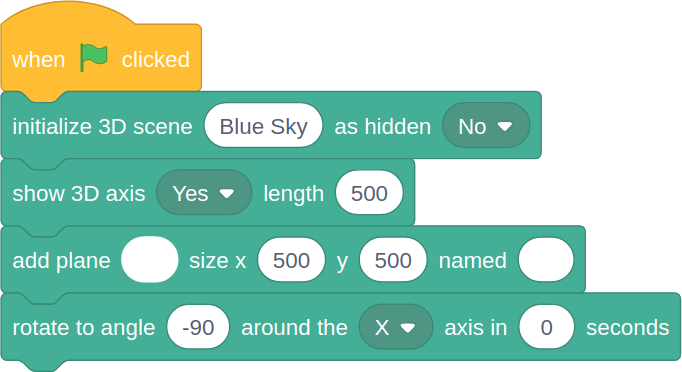 when clicked
initialize 3D scene Blue Sky as hidden No
show 3D axis Yes length 500
add plane size x 500 y 500 named
rotate to angle -90 around the X axis in 0 seconds